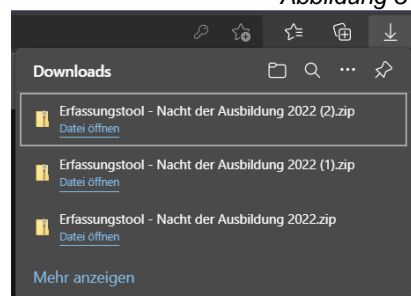 Abbildung 8
Downloads
Erfassungstool - Nacht der Ausbildung 2022 (2).zip
Datei öffnen
Erfassungstool - Nacht der Ausbildung 2022 (1).zip
Datei öffnen
Erfassungstool - Nacht der Ausbildung 2022.zip
Datei öffnen
Mehr anzeigen